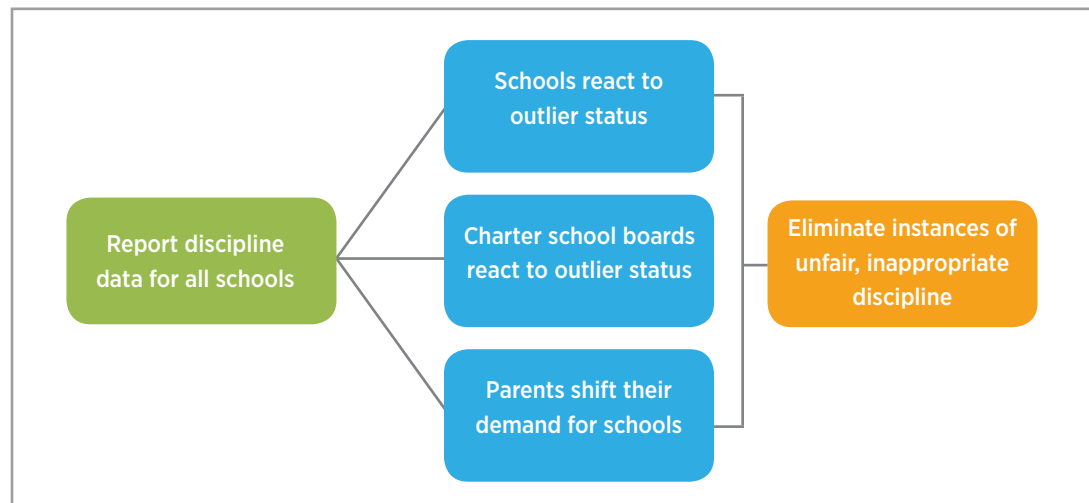 Schools react to
outlier status
Report discipline
data for all schools
Charter school boards
react to outlier status
Eliminate instances of
unfair, inappropriate
discipline
Parents shift their
demand for schools